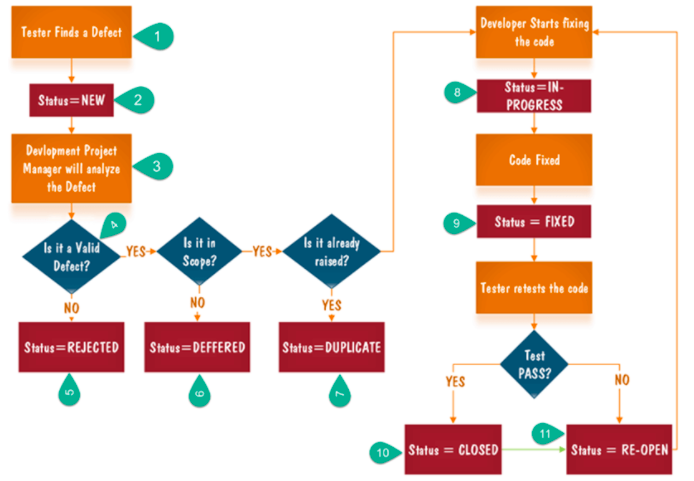 Tester Finds a Defect
1
Status=NEW
2
Devlopment Project
Manager will analyze
the Defect
3
4
Is it a Valid
Defect?
YES
Is it in
Scope?
YES
Is it already
raised?
NO
NO
YES
Status=REJECTED
Status=DEFFERED
Status=DUPLICATE
5
6
7
Developer Starts fixing
the code
8
Status=IN-
PROGRESS
Code Fixed
9
Status = FIXED
Tester retests the code
Test
PASS?
YES
NO
10
Status = CLOSED
11
Status = RE-OPEN